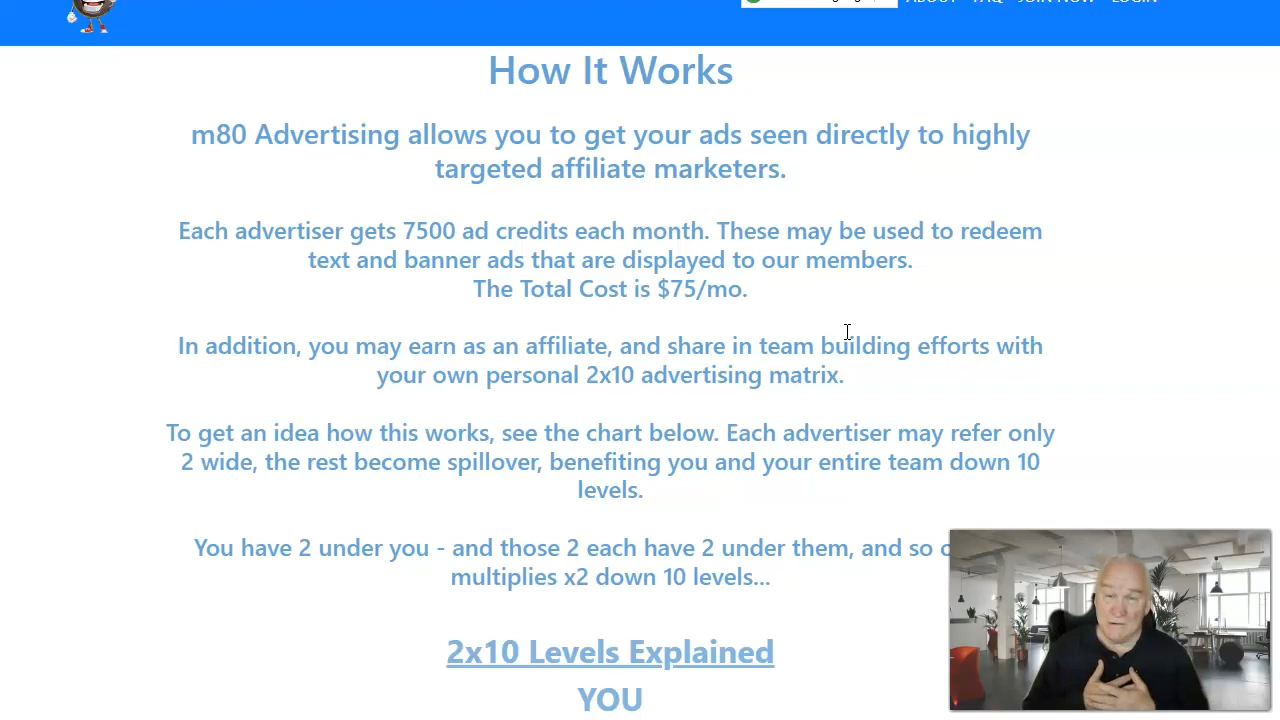 ABOUT FAQ JOIN NOW LOGIN
How It Works
m80 Advertising allows you to get your ads seen directly to highly
targeted affiliate marketers.
Each advertiser gets 7500 ad credits each month. These may be used to redeem
text and banner ads that are displayed to our members.
The Total Cost is $75/mo.
In addition, you may earn as an affiliate, and share in team building efforts with
your own personal 2x10 advertising matrix.
To get an idea how this works, see the chart below. Each advertiser may refer only
2 wide, the rest become spillover, benefiting you and your entire team down 10
levels.
You have 2 under you - and those 2 each have 2 under them, and so
multiplies x2 down 10 levels...
2x10 Levels Explained
YOU